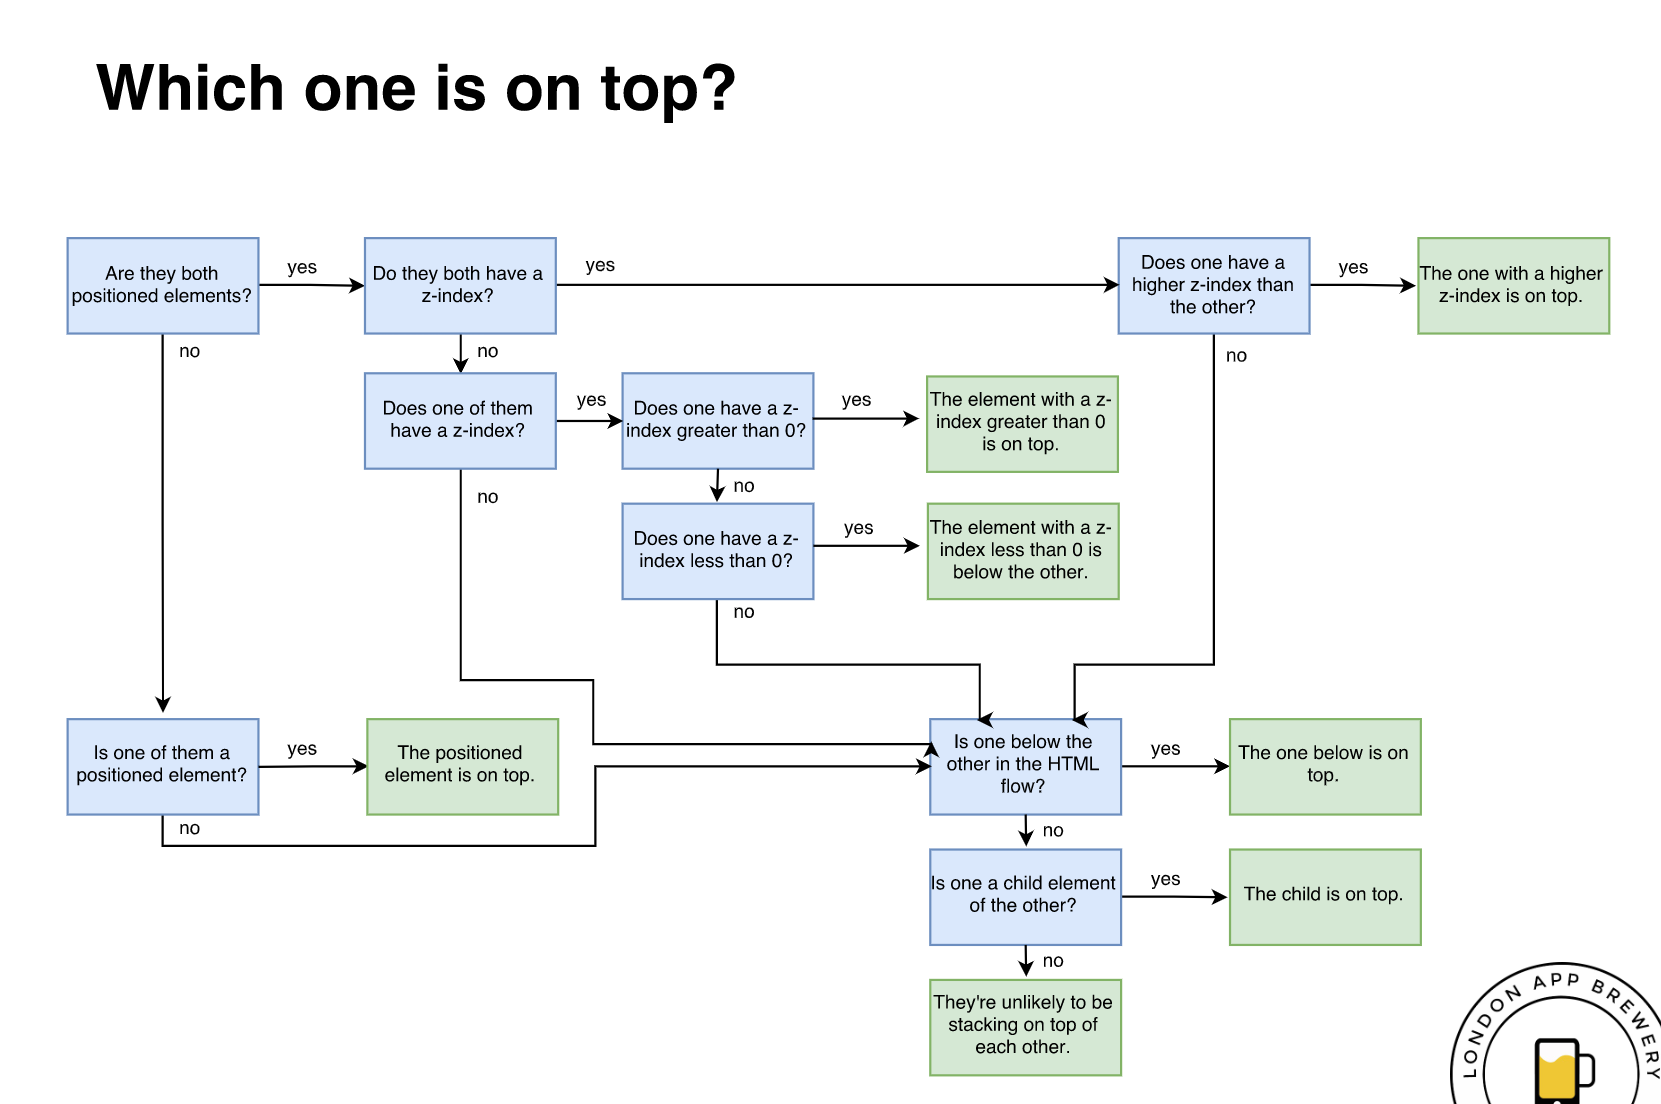 Which one is on top?
Are they both
positioned elements?
yes
Do they both have a
z-index?
yes
Does one have a
higher z-index than
the other?
yes
The one with a higher
z-index is on top.
no
no
no
Does one of them
have a z-index?
yes
Does one have a z-
index greater than 0?
yes
The element with a z-
index greater than 0
is on top.
no
no
Does one have a z-
index less than 0?
yes
The element with a z-
index less than 0 is
below the other.
no
Is one of them a
positioned element?
yes
The positioned
element is on top.
Is one below the
other in the HTML
flow?
yes
The one below is on
top.
no
no
Is one a child element
of the other?
yes
The child is on top.
no
They're unlikely to be
stacking on top of
each other.
LONDON APP BREWERY